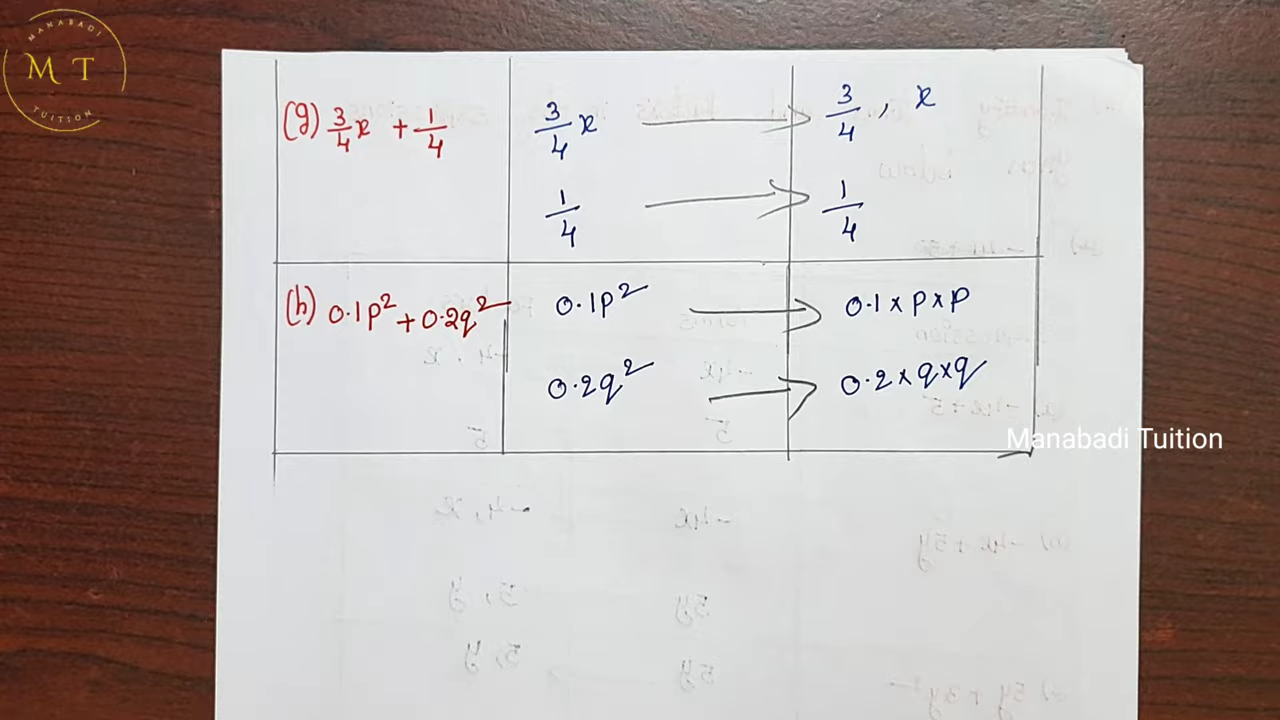 MANABADI
M T
TUITION
(g) 3/4 x + 1/4
3/4 x → 3/4 , x
1/4 → 1/4
(h) 0.1p² + 0.2q²
0.1p² → 0.1 x p x p
0.2q² → 0.2 x q x q
Manabadi Tuition